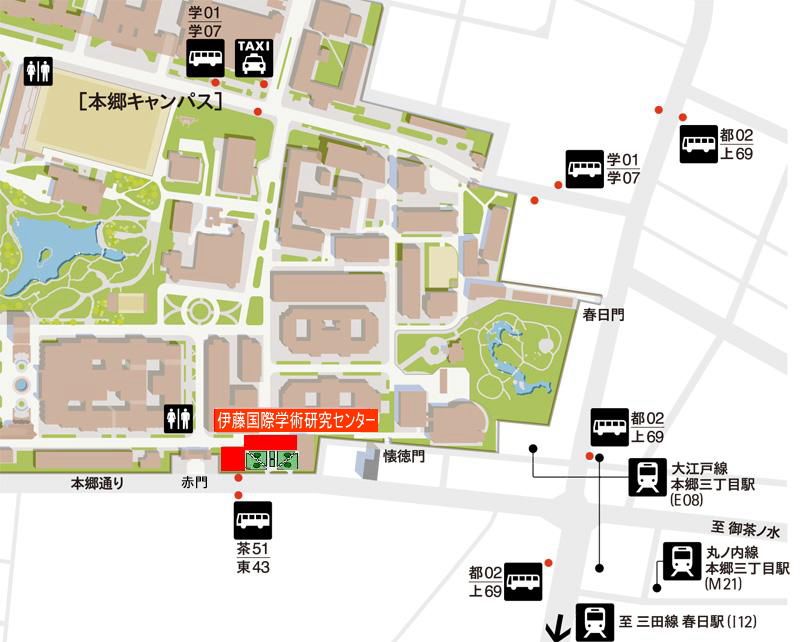 学01
学07
TAXI
[本郷キャンパス]
都02
上69
学01
学07
春日門
伊藤国際学術研究センター
都02
上69
懐徳門
大江戸線
本郷三丁目駅
(E08)
本郷通り
赤門
至 御茶ノ水
茶51
東43
丸ノ内線
本郷三丁目駅
(M21)
都02
上69
至 三田線 春日駅(I12)